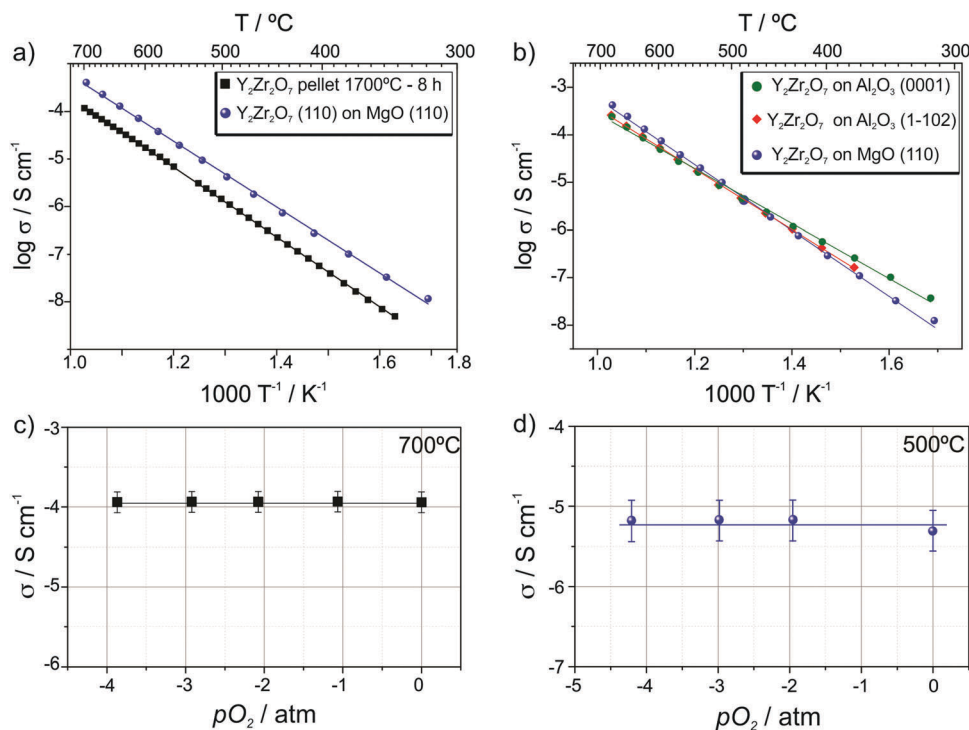 a)
T / ºC
700 600 500 400 300
Y₂Zr₂O₇ pellet 1700ºC - 8 h
Y₂Zr₂O₇ (110) on MgO (110)
log σ / S cm⁻¹
-4
-5
-6
-7
-8
1.0 1.2 1.4 1.6 1.8
1000 T⁻¹ / K⁻¹
b)
T / ºC
700 600 500 400 300
Y₂Zr₂O₇ on Al₂O₃ (0001)
Y₂Zr₂O₇ on Al₂O₃ (1-102)
Y₂Zr₂O₇ on MgO (110)
log σ / S cm⁻¹
-4
-5
-6
-7
-8
1.0 1.2 1.4 1.6
1000 T⁻¹ / K⁻¹
c)
700ºC
σ / S cm⁻¹
-3
-4
-5
-6
-4 -3 -2 -1 0
pO₂ / atm
d)
500ºC
σ / S cm⁻¹
-4
-5
-6
-7
-5 -4 -3 -2 -1 0
pO₂ / atm